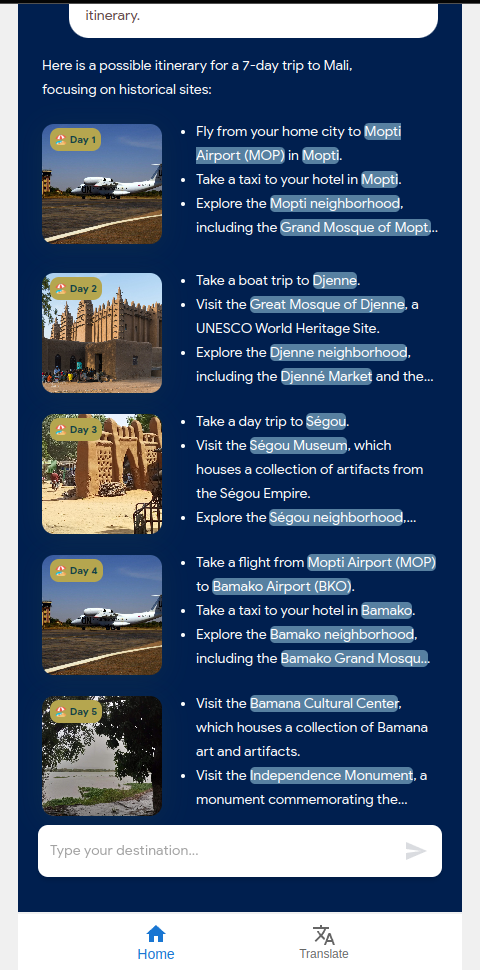 itinerary.
Here is a possible itinerary for a 7-day trip to Mali,
focusing on historical sites:
Day 1
Fly from your home city to Mopti
Airport (MOP) in Mopti.
Take a taxi to your hotel in Mopti.
Explore the Mopti neighborhood,
including the Grand Mosque of Mopt...
Day 2
Take a boat trip to Djenne.
Visit the Great Mosque of Djenne, a
UNESCO World Heritage Site.
Explore the Djenne neighborhood,
including the Djenné Market and the...
Day 3
Take a day trip to Ségou.
Visit the Ségou Museum, which
houses a collection of artifacts from
the Ségou Empire.
Explore the Ségou neighborhood,...
Day 4
Take a flight from Mopti Airport (MOP)
to Bamako Airport (BKO).
Take a taxi to your hotel in Bamako.
Explore the Bamako neighborhood,
including the Bamako Grand Mosqu...
Day 5
Visit the Bamana Cultural Center,
which houses a collection of Bamana
art and artifacts.
Visit the Independence Monument, a
monument commemorating the...
Type your destination...
Home
Translate